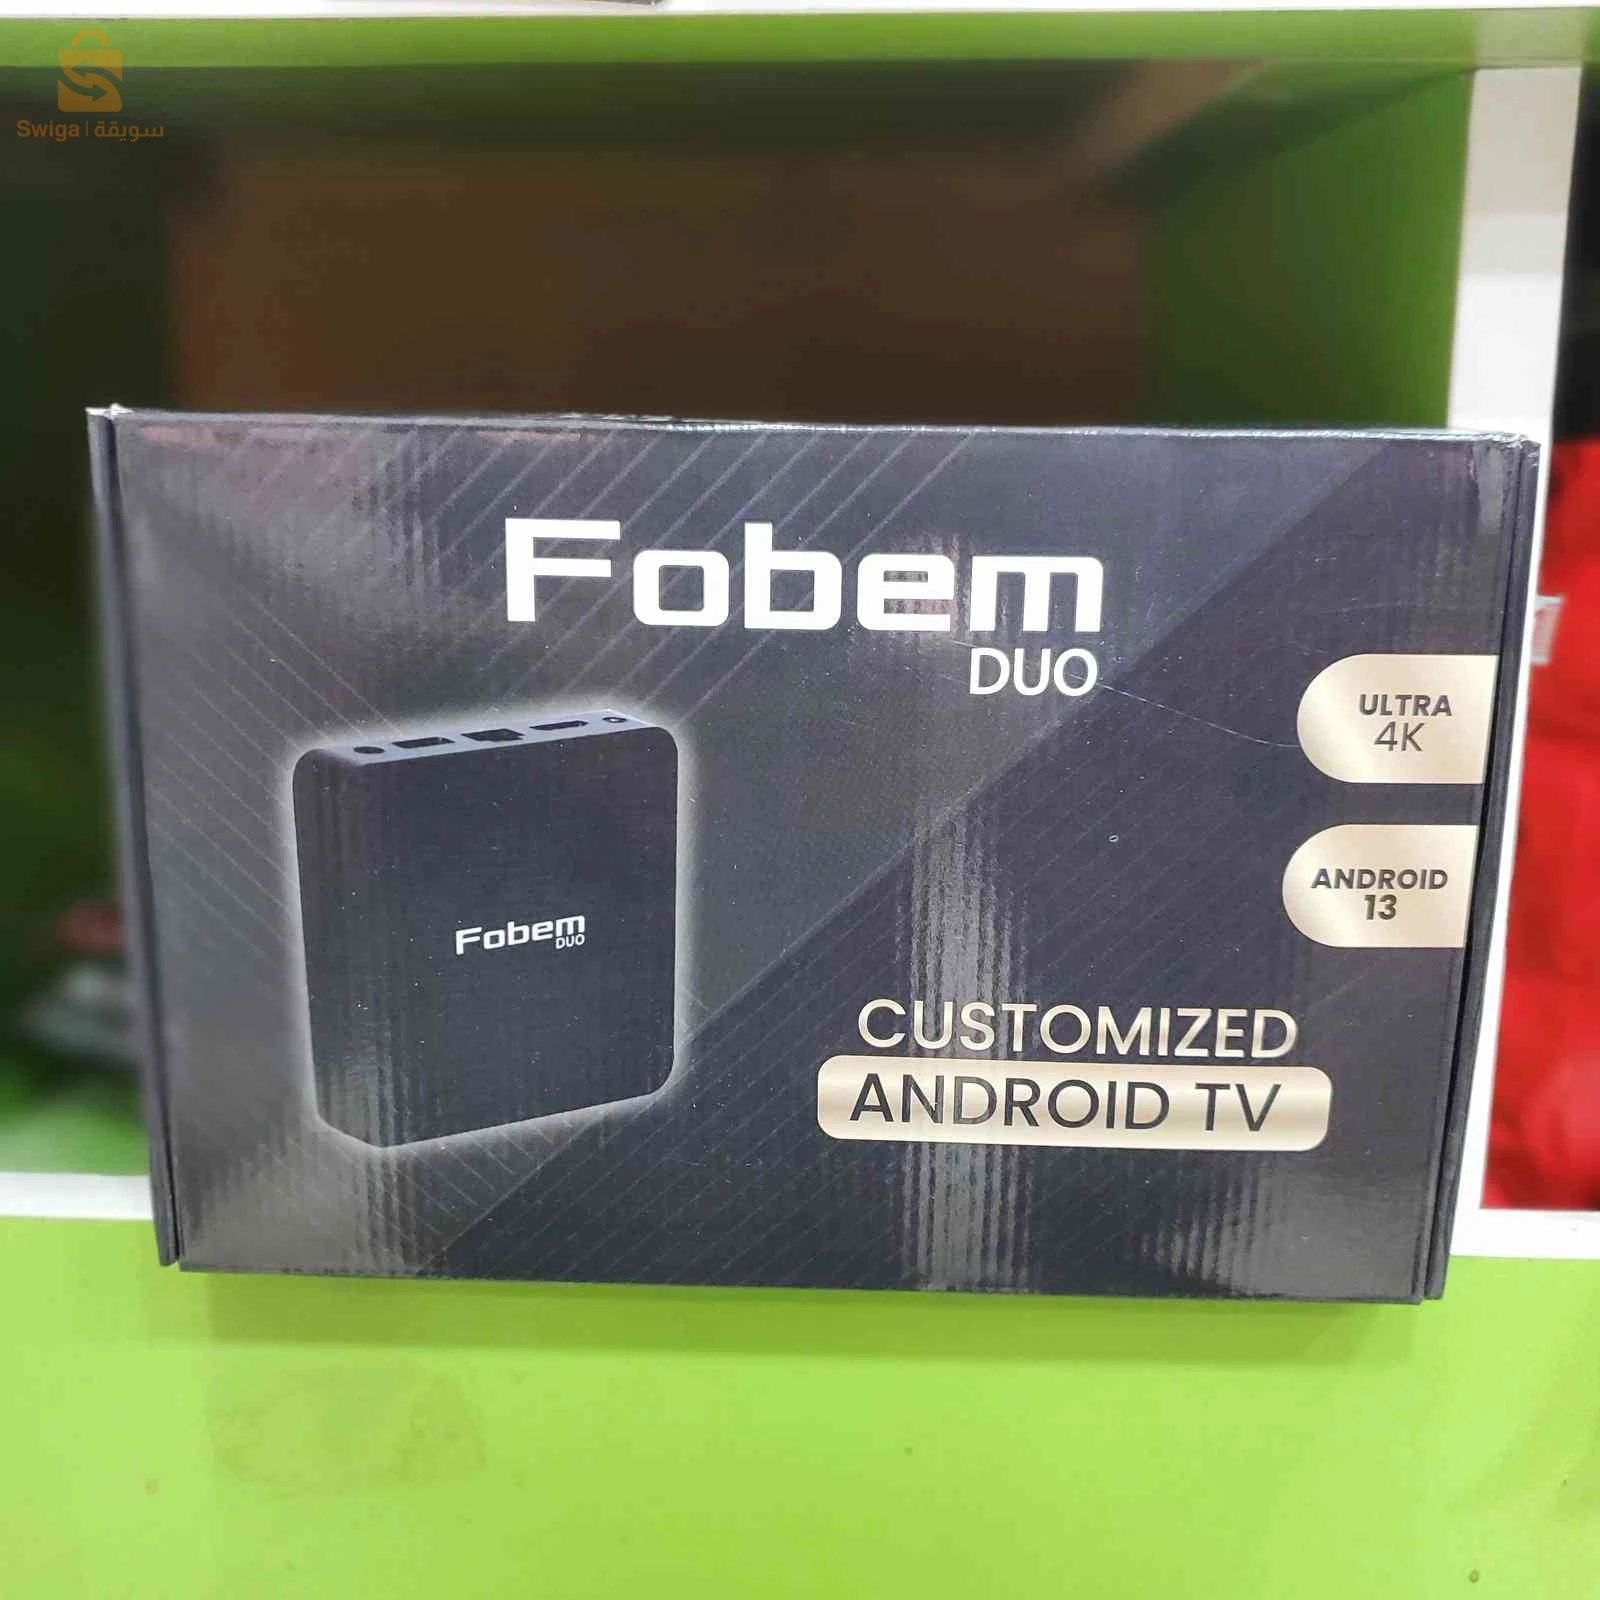 Swiga | سويقة
Fobem
DUO
ULTRA
4K
ANDROID
13
Fobem
DUO
CUSTOMIZED
ANDROID TV